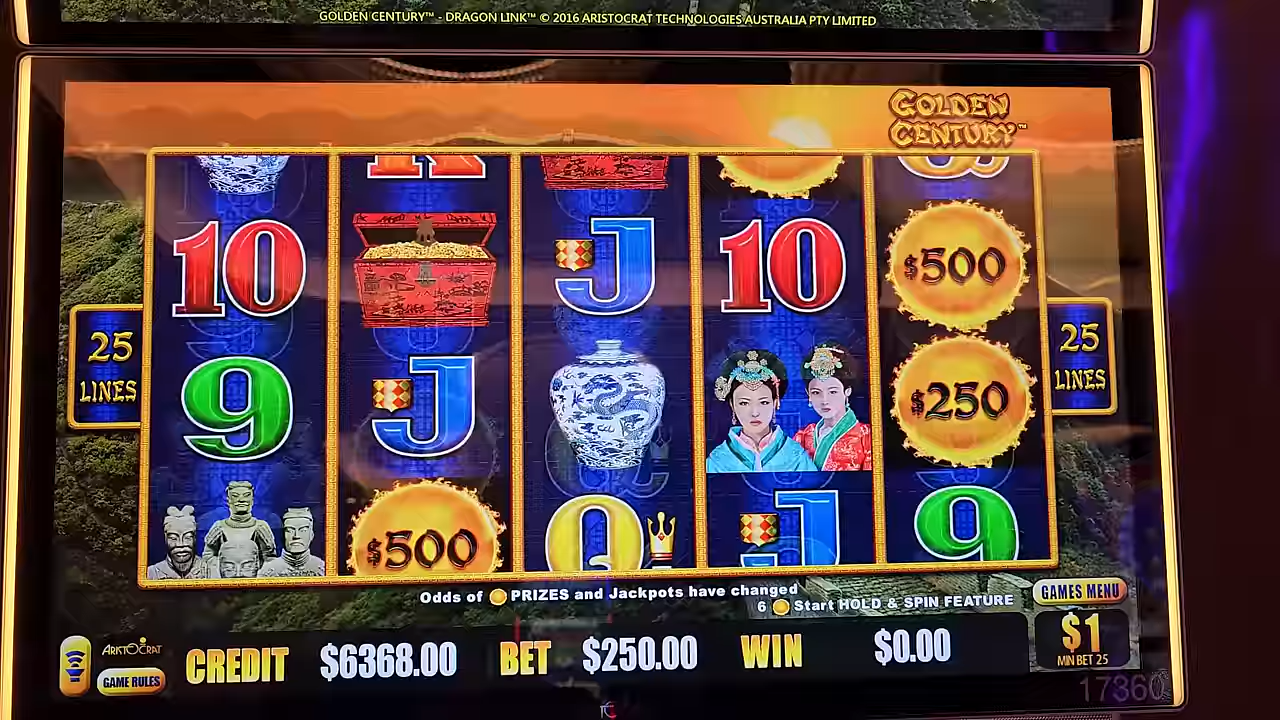 GOLDEN CENTURY™ - DRAGON LINK™ © 2016 ARISTOCRAT TECHNOLOGIES AUSTRALIA PTY LIMITED
GOLDEN
CENTURY™
K
10
J
10
$500
25
LINES
9
J
$250
25
LINES
$500
Q
J
9
Odds of PRIZES and Jackpots have changed
6 Start HOLD & SPIN FEATURE
GAMES MENU
ARISTOCRAT
GAME RULES
CREDIT $6368.00 BET $250.00 WIN $0.00
$1
MIN BET 25
17360